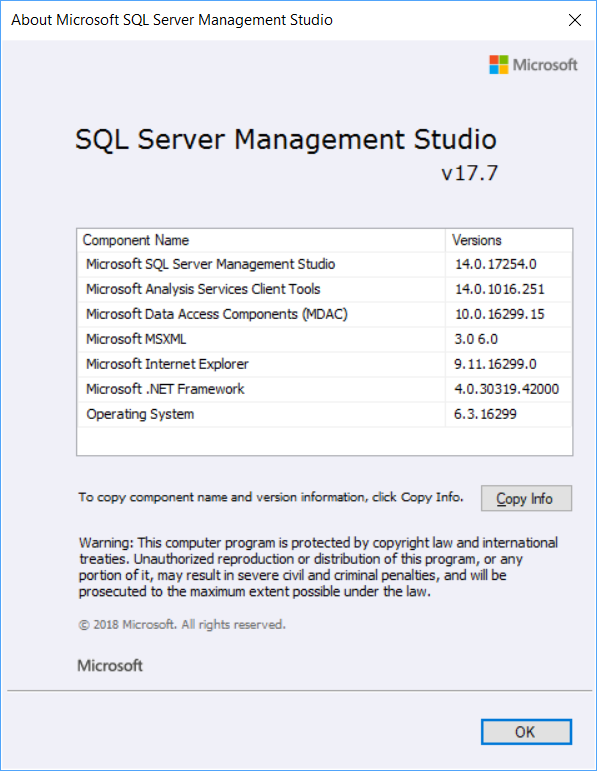 About Microsoft SQL Server Management Studio
Microsoft
SQL Server Management Studio
v17.7
Component Name Versions
Microsoft SQL Server Management Studio 14.0.17254.0
Microsoft Analysis Services Client Tools 14.0.1016.251
Microsoft Data Access Components (MDAC) 10.0.16299.15
Microsoft MSXML 3.0 6.0
Microsoft Internet Explorer 9.11.16299.0
Microsoft .NET Framework 4.0.30319.42000
Operating System 6.3.16299
To copy component name and version information, click Copy Info. Copy Info
Warning: This computer program is protected by copyright law and international
treaties. Unauthorized reproduction or distribution of this program, or any
portion of it, may result in severe civil and criminal penalties, and will be
prosecuted to the maximum extent possible under the law.
© 2018 Microsoft. All rights reserved.
Microsoft
OK